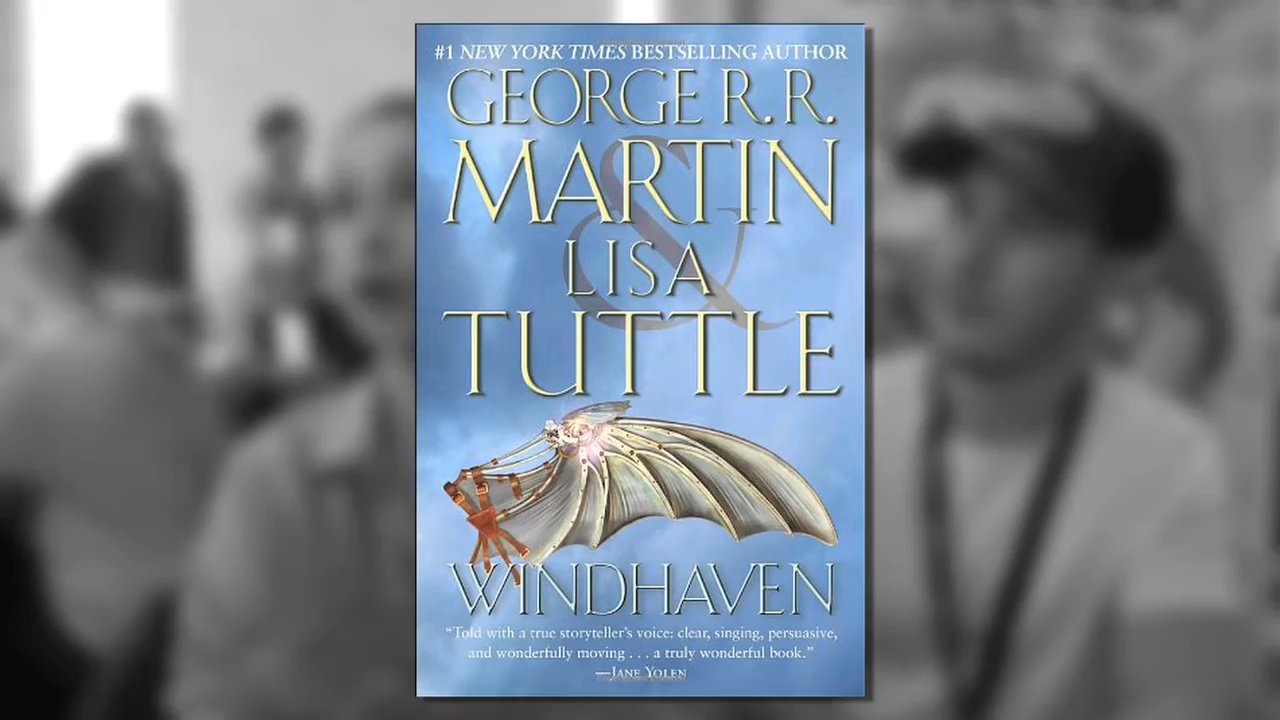 #1 NEW YORK TIMES BESTSELLING AUTHOR
GEORGE R. R.
MARTIN
&
LISA
TUTTLE
WINDHAVEN
“Told with a true storyteller’s voice: clear, singing, persuasive,
and wonderfully moving . . . a truly wonderful book.”
—JANE YOLEN